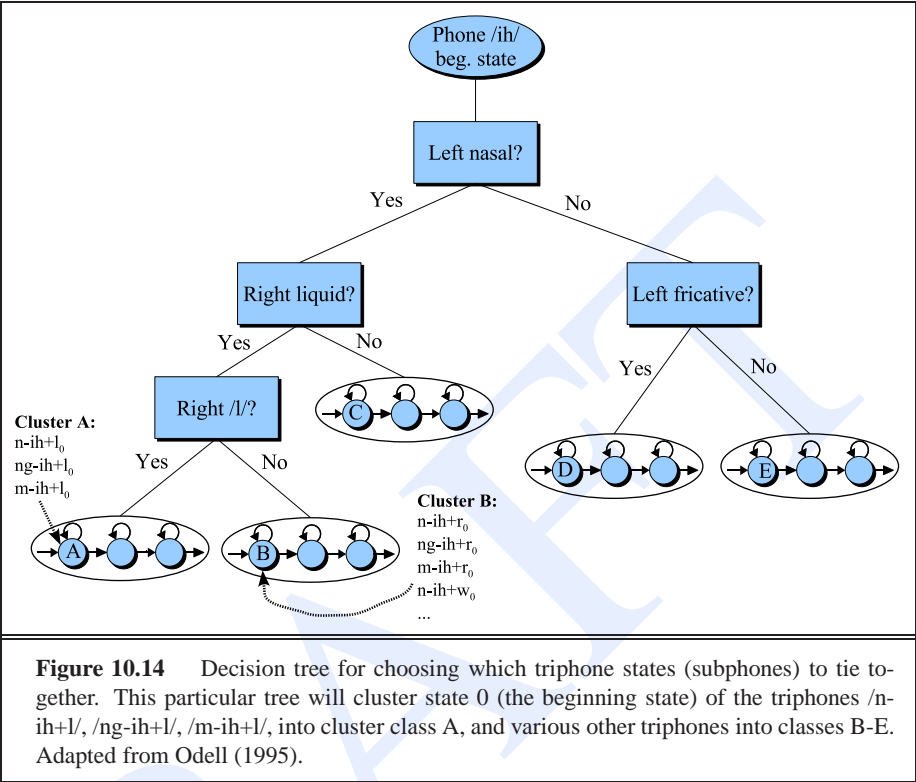 Phone /ih/
beg. state
Left nasal?
Yes
No
Right liquid?
Left fricative?
Yes
No
Yes
No
Right /l/?
C
Cluster A:
n-ih+l₀
ng-ih+l₀
m-ih+l₀
Yes
No
D
E
Cluster B:
n-ih+r₀
ng-ih+r₀
m-ih+r₀
n-ih+w₀
...
A
B
Figure 10.14 Decision tree for choosing which triphone states (subphones) to tie to-
gether. This particular tree will cluster state 0 (the beginning state) of the triphones /n-
ih+l/, /ng-ih+l/, /m-ih+l/, into cluster class A, and various other triphones into classes B-E.
Adapted from Odell (1995).